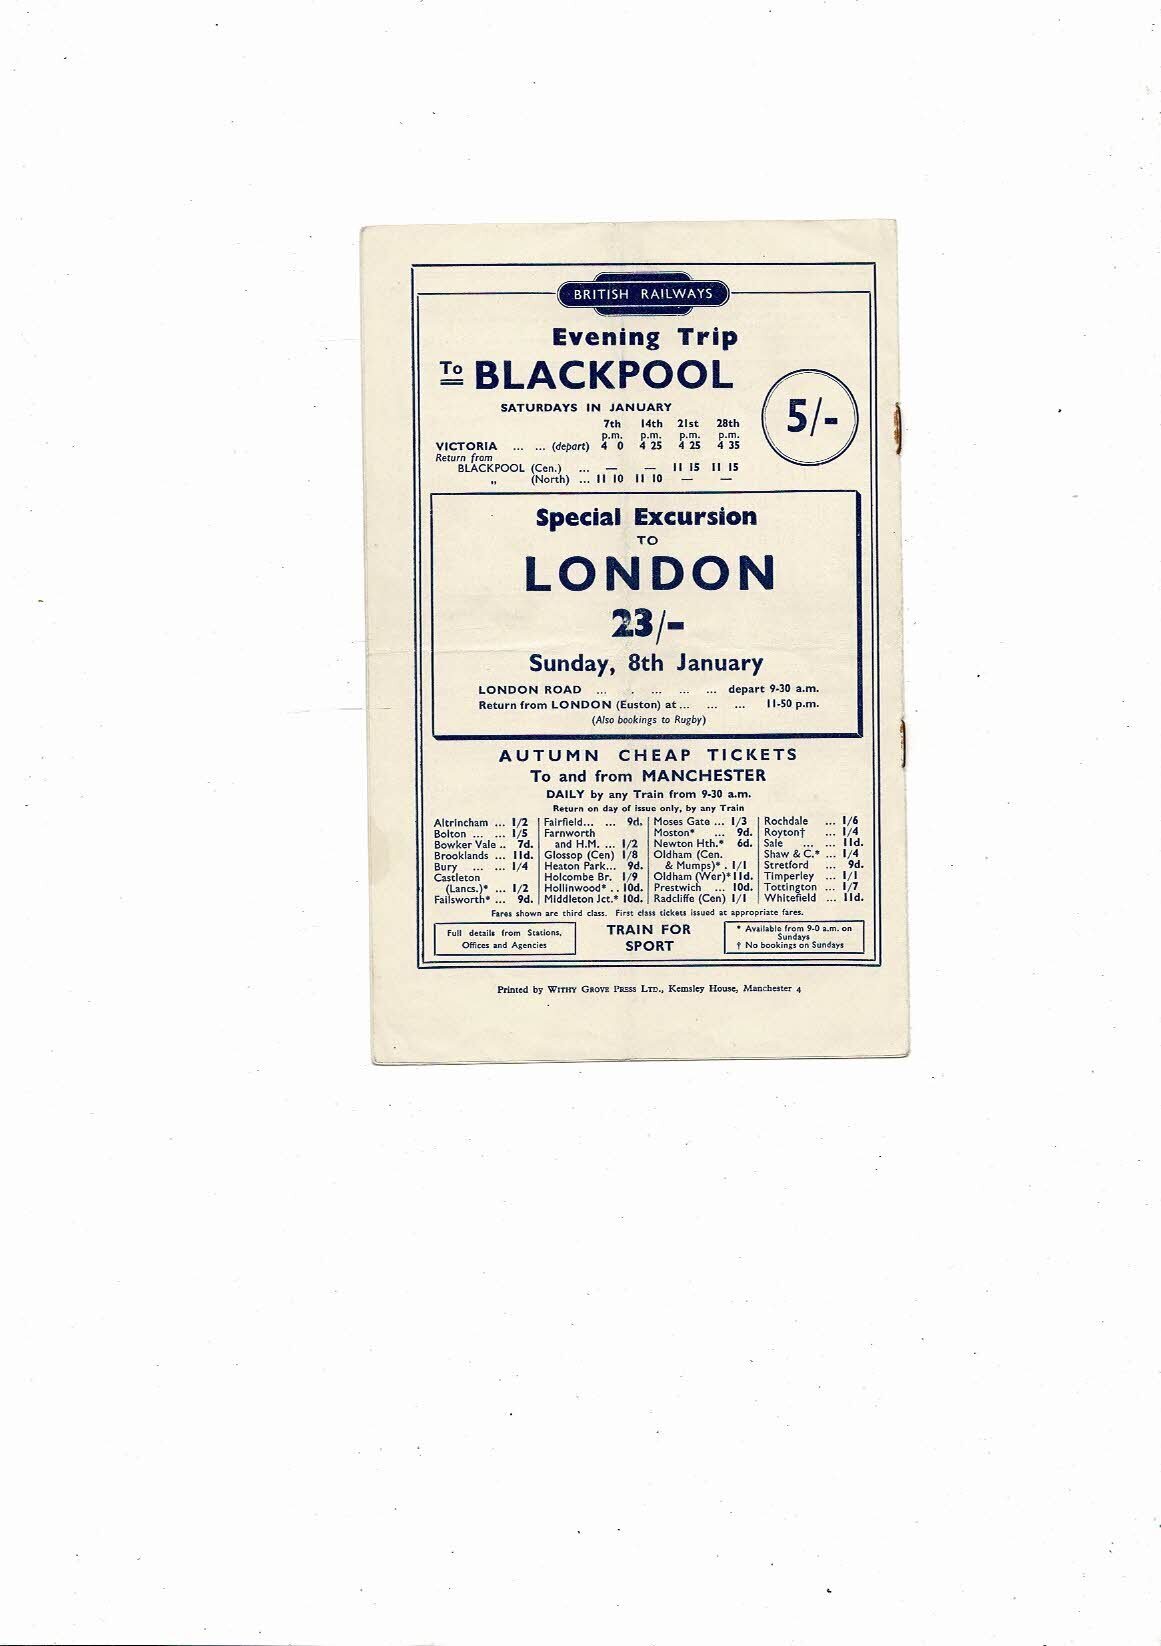 BRITISH RAILWAYS
Evening Trip
To BLACKPOOL
5/-
SATURDAYS IN JANUARY
7th 14th 21st 28th
p.m. p.m. p.m. p.m.
VICTORIA ... ... (depart) 4 0 4 25 4 25 4 35
Return from
BLACKPOOL (Cen.) ... — — 11 15 11 15
„ (North) ... 11 10 11 10 — —
Special Excursion
TO
LONDON
23/-
Sunday, 8th January
LONDON ROAD ... . ... ... ... depart 9-30 a.m.
Return from LONDON (Euston) at ... ... ... 11-50 p.m.
(Also bookings to Rugby)
AUTUMN CHEAP TICKETS
To and from MANCHESTER
DAILY by any Train from 9-30 a.m.
Return on day of issue only, by any Train
Altrincham ... 1/2
Bolton ... ... 1/5
Bowker Vale .. 7d.
Brooklands ... 11d.
Bury ... ... 1/4
Castleton
(Lancs.)* ... 1/2
Failsworth* ... 9d.
Fairfield... ... 9d.
Farnworth
and H.M. ... 1/2
Glossop (Cen) 1/8
Heaton Park... 9d.
Holcombe Br. 1/9
Hollinwood* .. 10d.
Middleton Jct.* 10d.
Moses Gate ... 1/3
Moston* ... 9d.
Newton Hth.* 6d.
Oldham (Cen.
& Mumps)* . 1/1
Oldham (Wer)* 11d.
Prestwich ... 10d.
Radcliffe (Cen) 1/1
Rochdale ... 1/6
Royton† ... 1/4
Sale ... ... 11d.
Shaw & C.* ... 1/4
Stretford ... 9d.
Timperley ... 1/1
Tottington ... 1/7
Whitefield ... 11d.
Fares shown are third class. First class tickets issued at appropriate fares.
Full details from Stations,
Offices and Agencies
TRAIN FOR
SPORT
* Available from 9-0 a.m. on
Sundays
† No bookings on Sundays
Printed by WITHY GROVE PRESS LTD., Kemsley House, Manchester 4